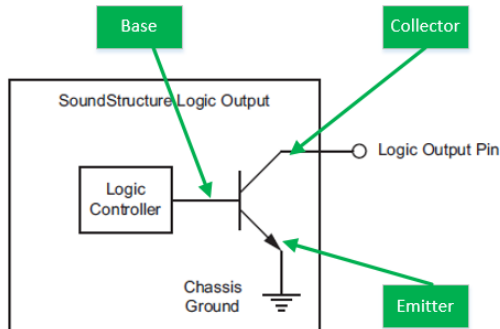 Base
Collector
SoundStructure Logic Output
Logic Output Pin
Logic
Controller
Chassis
Ground
Emitter